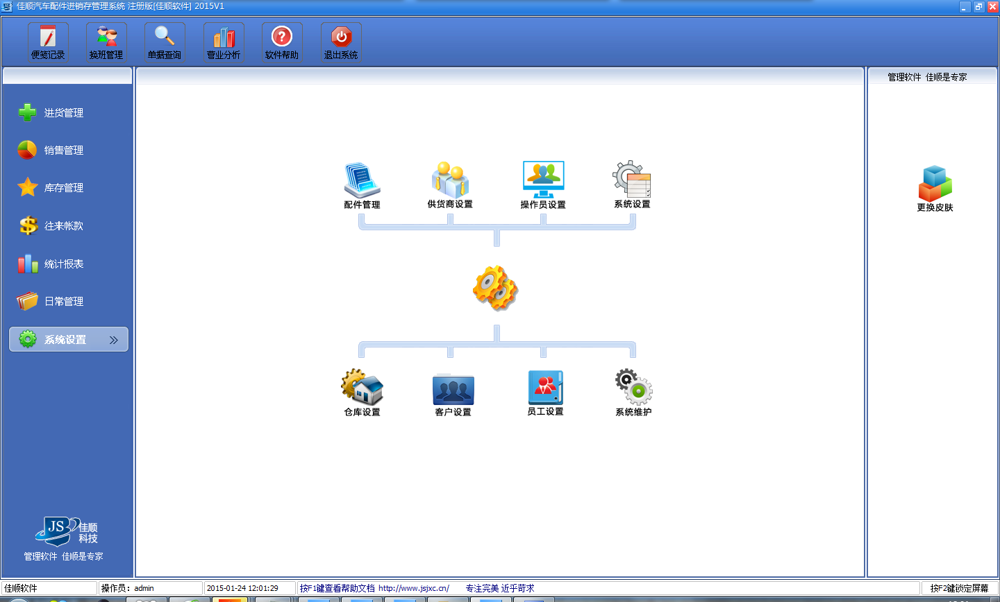 佳顺汽车配件进销存管理系统 注册版[佳顺软件] 2015V1
便笺记录 换班管理 单据查询 营业分析 软件帮助 退出系统
管理软件 佳顺是专家
进货管理
销售管理
库存管理
往来帐款
统计报表
日常管理
系统设置
配件管理 供货商设置 操作员设置 系统设置
更换皮肤
仓库设置 客户设置 员工设置 系统维护
JS 佳顺
科技
管理软件 佳顺是专家
佳顺软件 操作员：admin 2015-01-24 12:01:29 按F1键查看帮助文档 http://www.jsjxc.cn/ 专注完美 近乎苛求 按F2键锁定屏幕